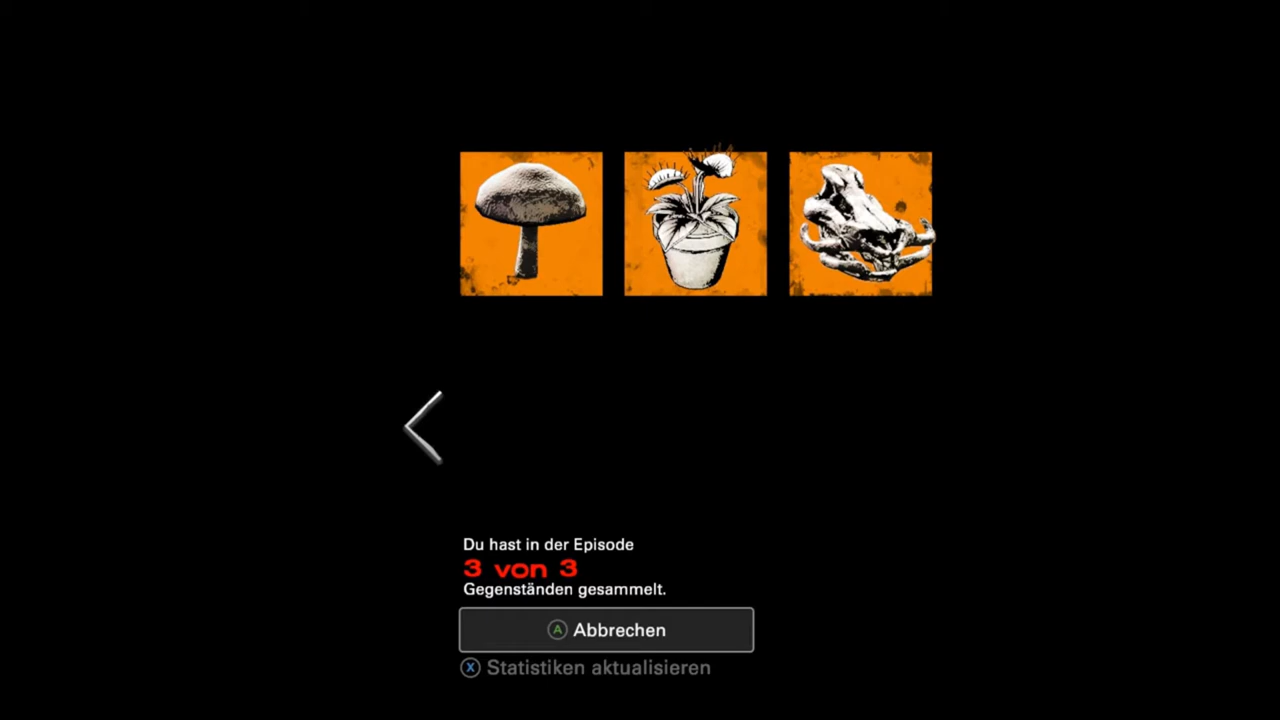 Du hast in der Episode
3 von 3
Gegenständen gesammelt.
A Abbrechen
X Statistiken aktualisieren